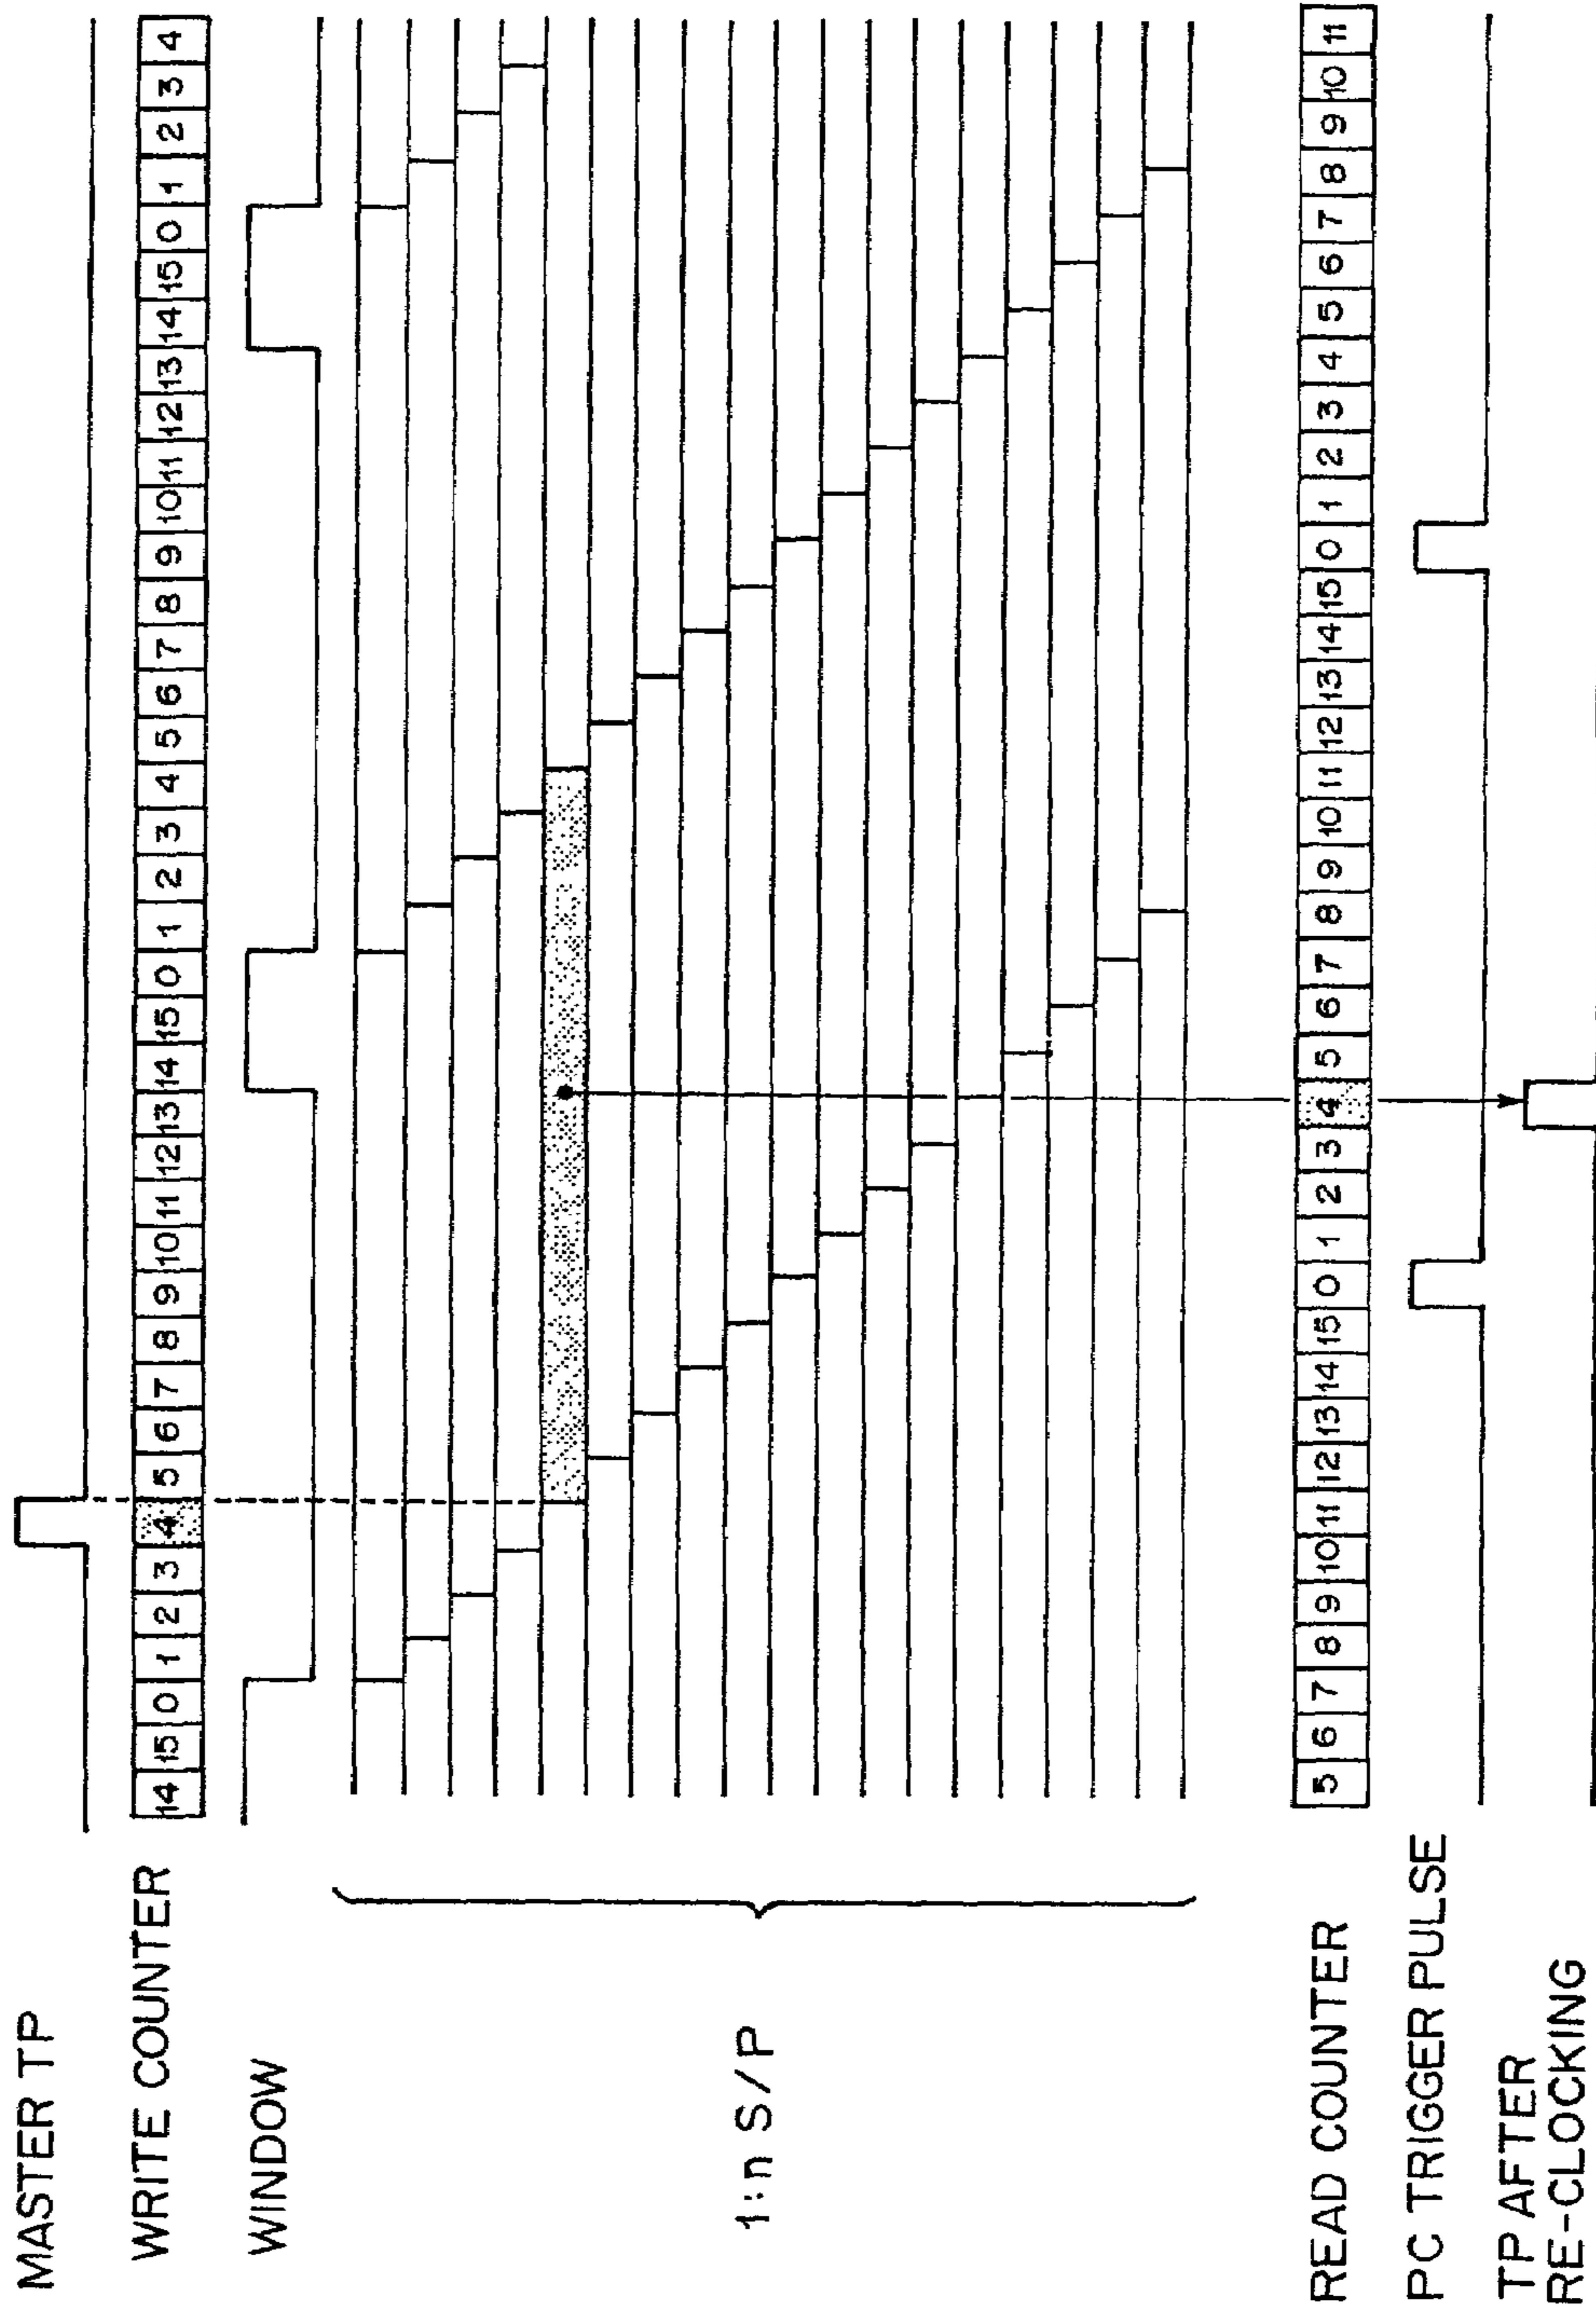 MASTER TP
WRITE COUNTER 14 15 0 1 2 3 4 5 6 7 8 9 10 11 12 13 14 15 0 1 2 3 4 5 6 7 8 9 10 11 12 13 14 15 0 1 2 3 4
WINDOW
1:n S/P
READ COUNTER 5 6 7 8 9 10 11 12 13 14 15 0 1 2 3 4 5 6 7 8 9 10 11 12 13 14 15 0 1 2 3 4 5 6 7 8 9 10 11
PC TRIGGER PULSE
TP AFTER
RE-CLOCKING